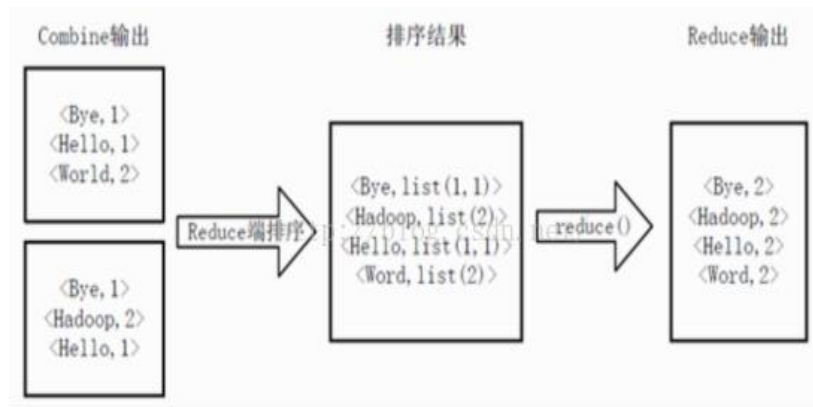 Combine输出
排序结果
Reduce输出
<Bye,1>
<Hello,1>
<World,2>
<Bye,1>
<Hadoop,2>
<Hello,1>
Reduce端排序
<Bye,list(1,1)>
<Hadoop,list(2)>
<Hello,list(1,1)>
<Word,list(2)>
reduce()
<Bye,2>
<Hadoop,2>
<Hello,2>
<Word,2>